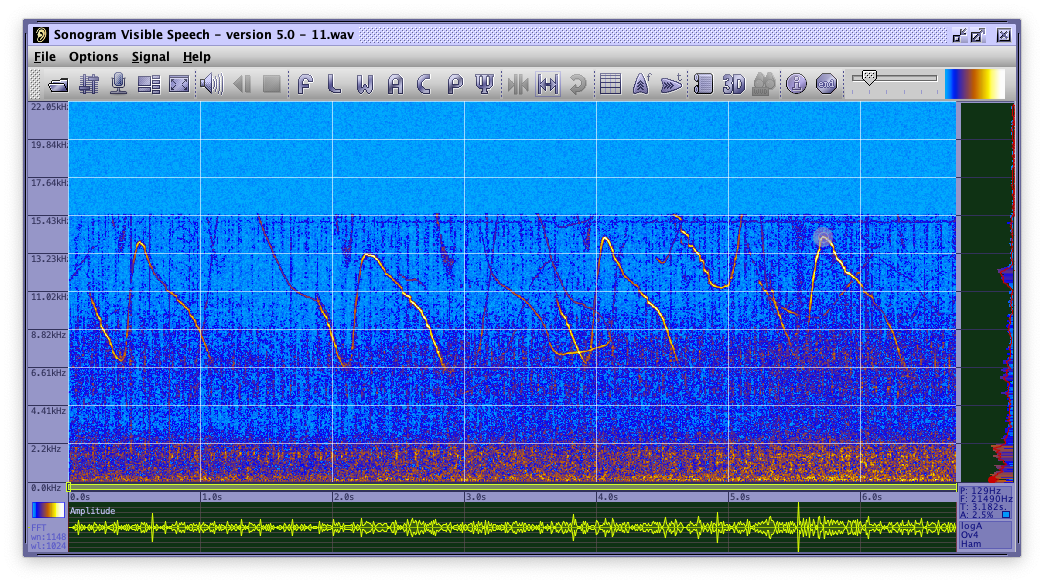 Sonogram Visible Speech – version 5.0 – 11.wav
File Options Signal Help
F L W A C P Ψ 3D
22.05kHz
19.84kHz
17.64kHz
15.43kHz
13.23kHz
11.02kHz
8.82kHz
6.61kHz
4.41kHz
2.2kHz
0.0kHz
0.0s 1.0s 2.0s 3.0s 4.0s 5.0s 6.0s
Amplitude
FFT
wn:1148
wl:1024
P: 129Hz
F: 21490Hz
T: 3.182s.
A: 2.5%
logA
Ov4
Ham